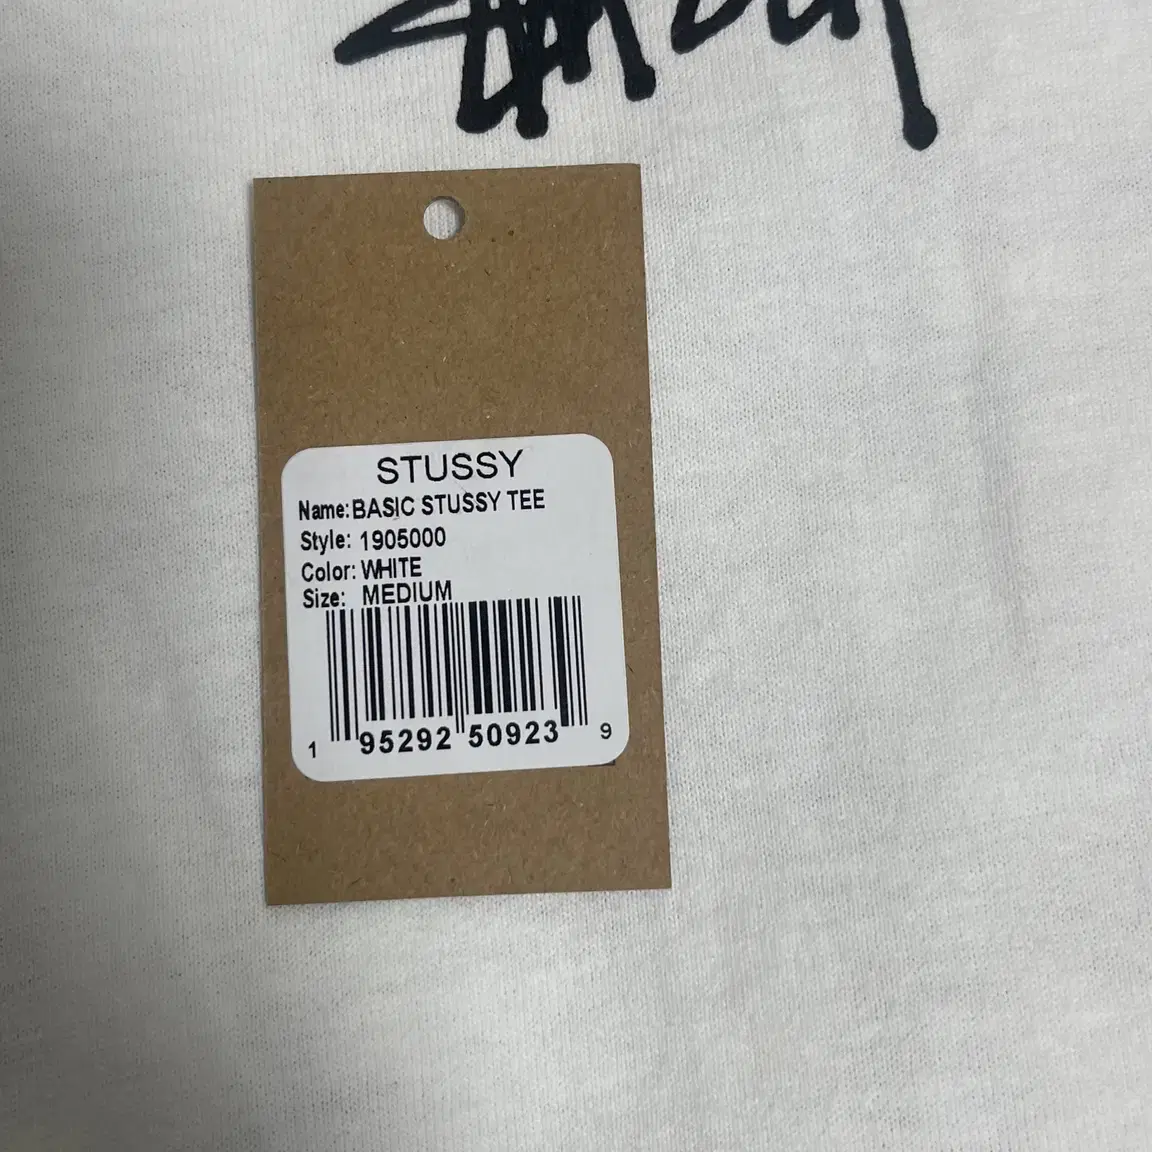 STUSSY
Name: BASIC STUSSY TEE
Style: 1905000
Color: WHITE
Size: MEDIUM
1 95292 50923 9